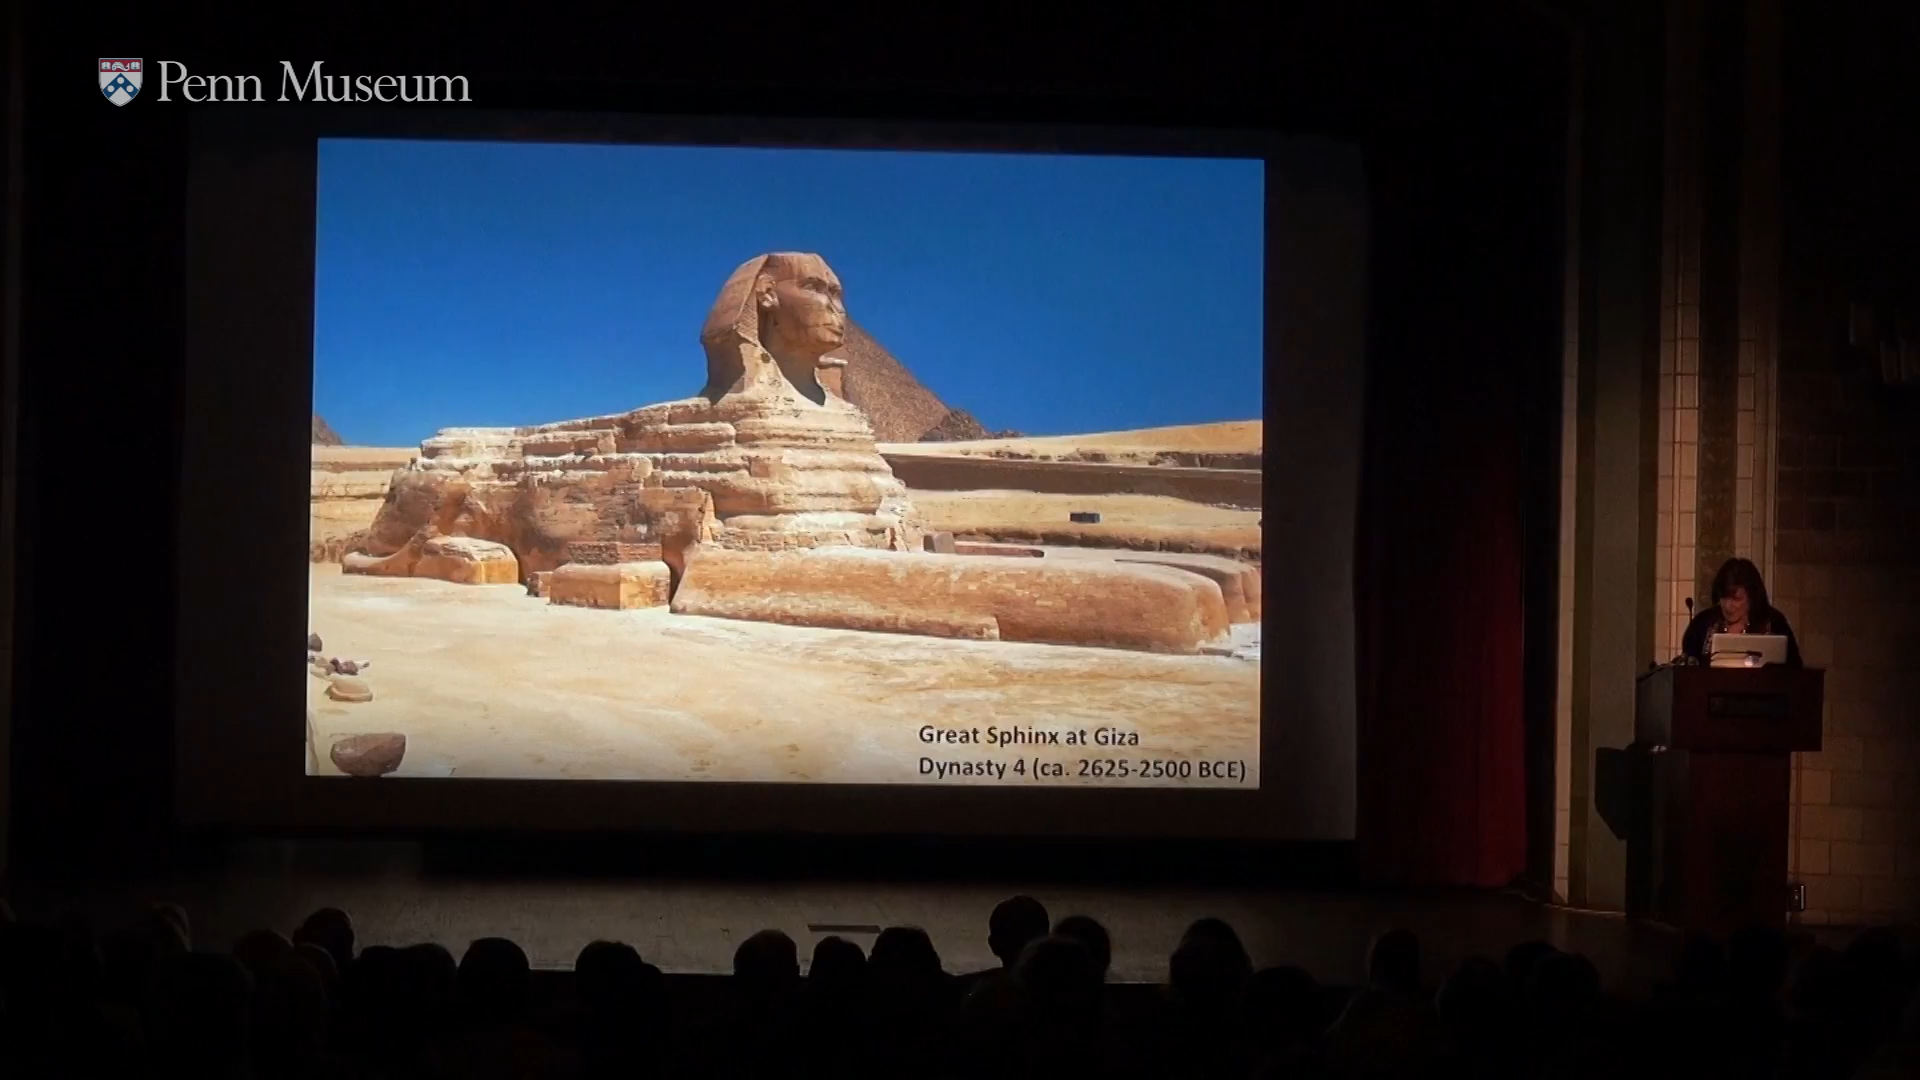 Penn Museum
Great Sphinx at Giza
Dynasty 4 (ca. 2625-2500 BCE)